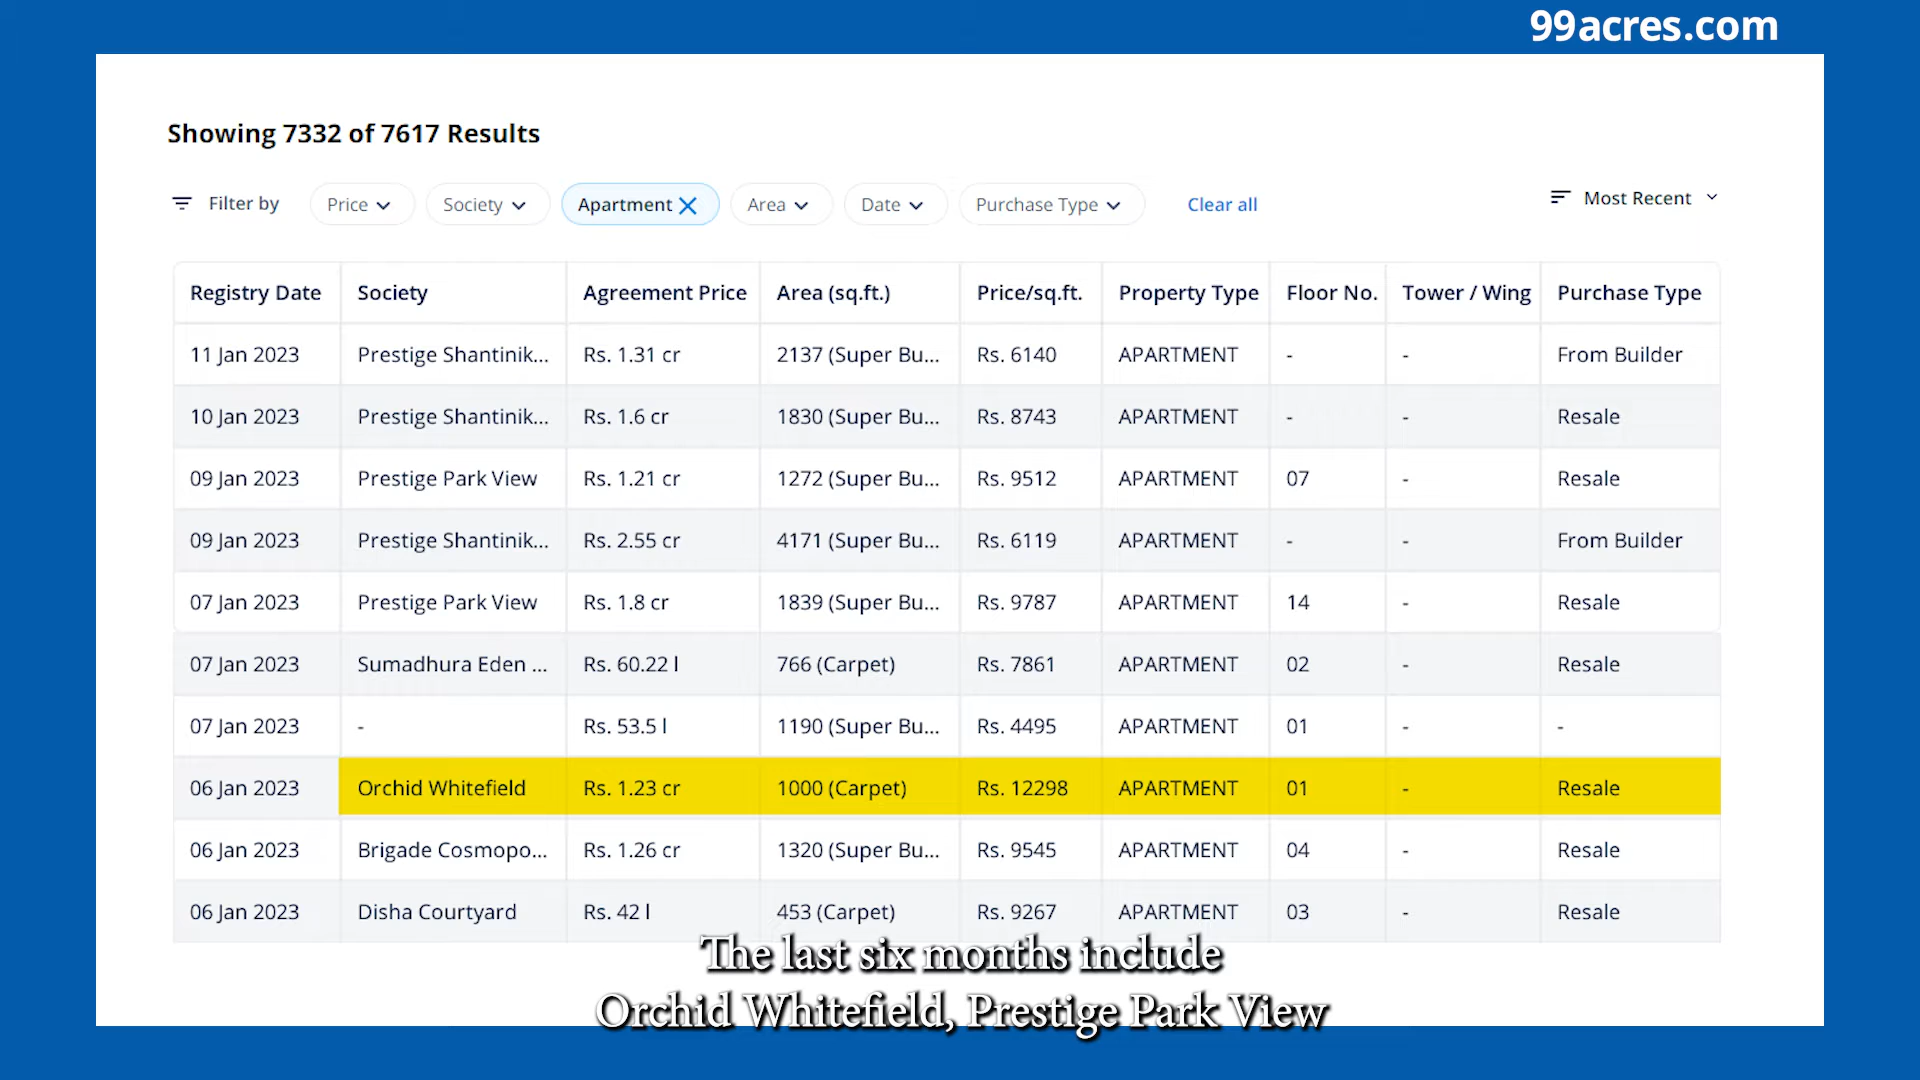 99acres.com
Showing 7332 of 7617 Results
Filter by Price Society Apartment Area Date Purchase Type Clear all Most Recent
Registry Date Society Agreement Price Area (sq.ft.) Price/sq.ft. Property Type Floor No. Tower / Wing Purchase Type
11 Jan 2023 Prestige Shantinik... Rs. 1.31 cr 2137 (Super Bu... Rs. 6140 APARTMENT - - From Builder
10 Jan 2023 Prestige Shantinik... Rs. 1.6 cr 1830 (Super Bu... Rs. 8743 APARTMENT - - Resale
09 Jan 2023 Prestige Park View Rs. 1.21 cr 1272 (Super Bu... Rs. 9512 APARTMENT 07 - Resale
09 Jan 2023 Prestige Shantinik... Rs. 2.55 cr 4171 (Super Bu... Rs. 6119 APARTMENT - - From Builder
07 Jan 2023 Prestige Park View Rs. 1.8 cr 1839 (Super Bu... Rs. 9787 APARTMENT 14 - Resale
07 Jan 2023 Sumadhura Eden ... Rs. 60.22 l 766 (Carpet) Rs. 7861 APARTMENT 02 - Resale
07 Jan 2023 - Rs. 53.5 l 1190 (Super Bu... Rs. 4495 APARTMENT 01 - -
06 Jan 2023 Orchid Whitefield Rs. 1.23 cr 1000 (Carpet) Rs. 12298 APARTMENT 01 - Resale
06 Jan 2023 Brigade Cosmopo... Rs. 1.26 cr 1320 (Super Bu... Rs. 9545 APARTMENT 04 - Resale
06 Jan 2023 Disha Courtyard Rs. 42 l 453 (Carpet) Rs. 9267 APARTMENT 03 - Resale
The last six months include
Orchid Whitefield, Prestige Park View